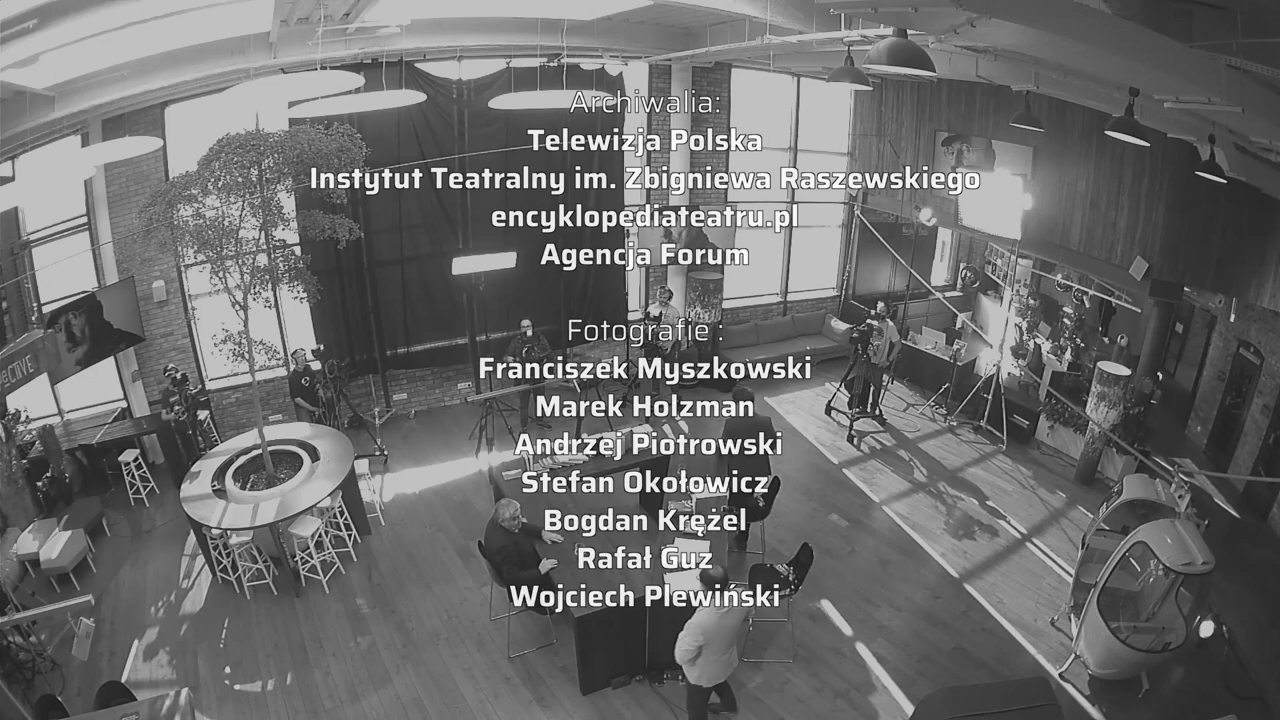 Archiwalia:
Telewizja Polska
Instytut Teatralny im. Zbigniewa Raszewskiego
encyklopediateatru.pl
Agencja Forum
Fotografie :
Franciszek Myszkowski
Marek Holzman
Andrzej Piotrowski
Stefan Okołowicz
Bogdan Krężel
Rafał Guz
Wojciech Plewiński